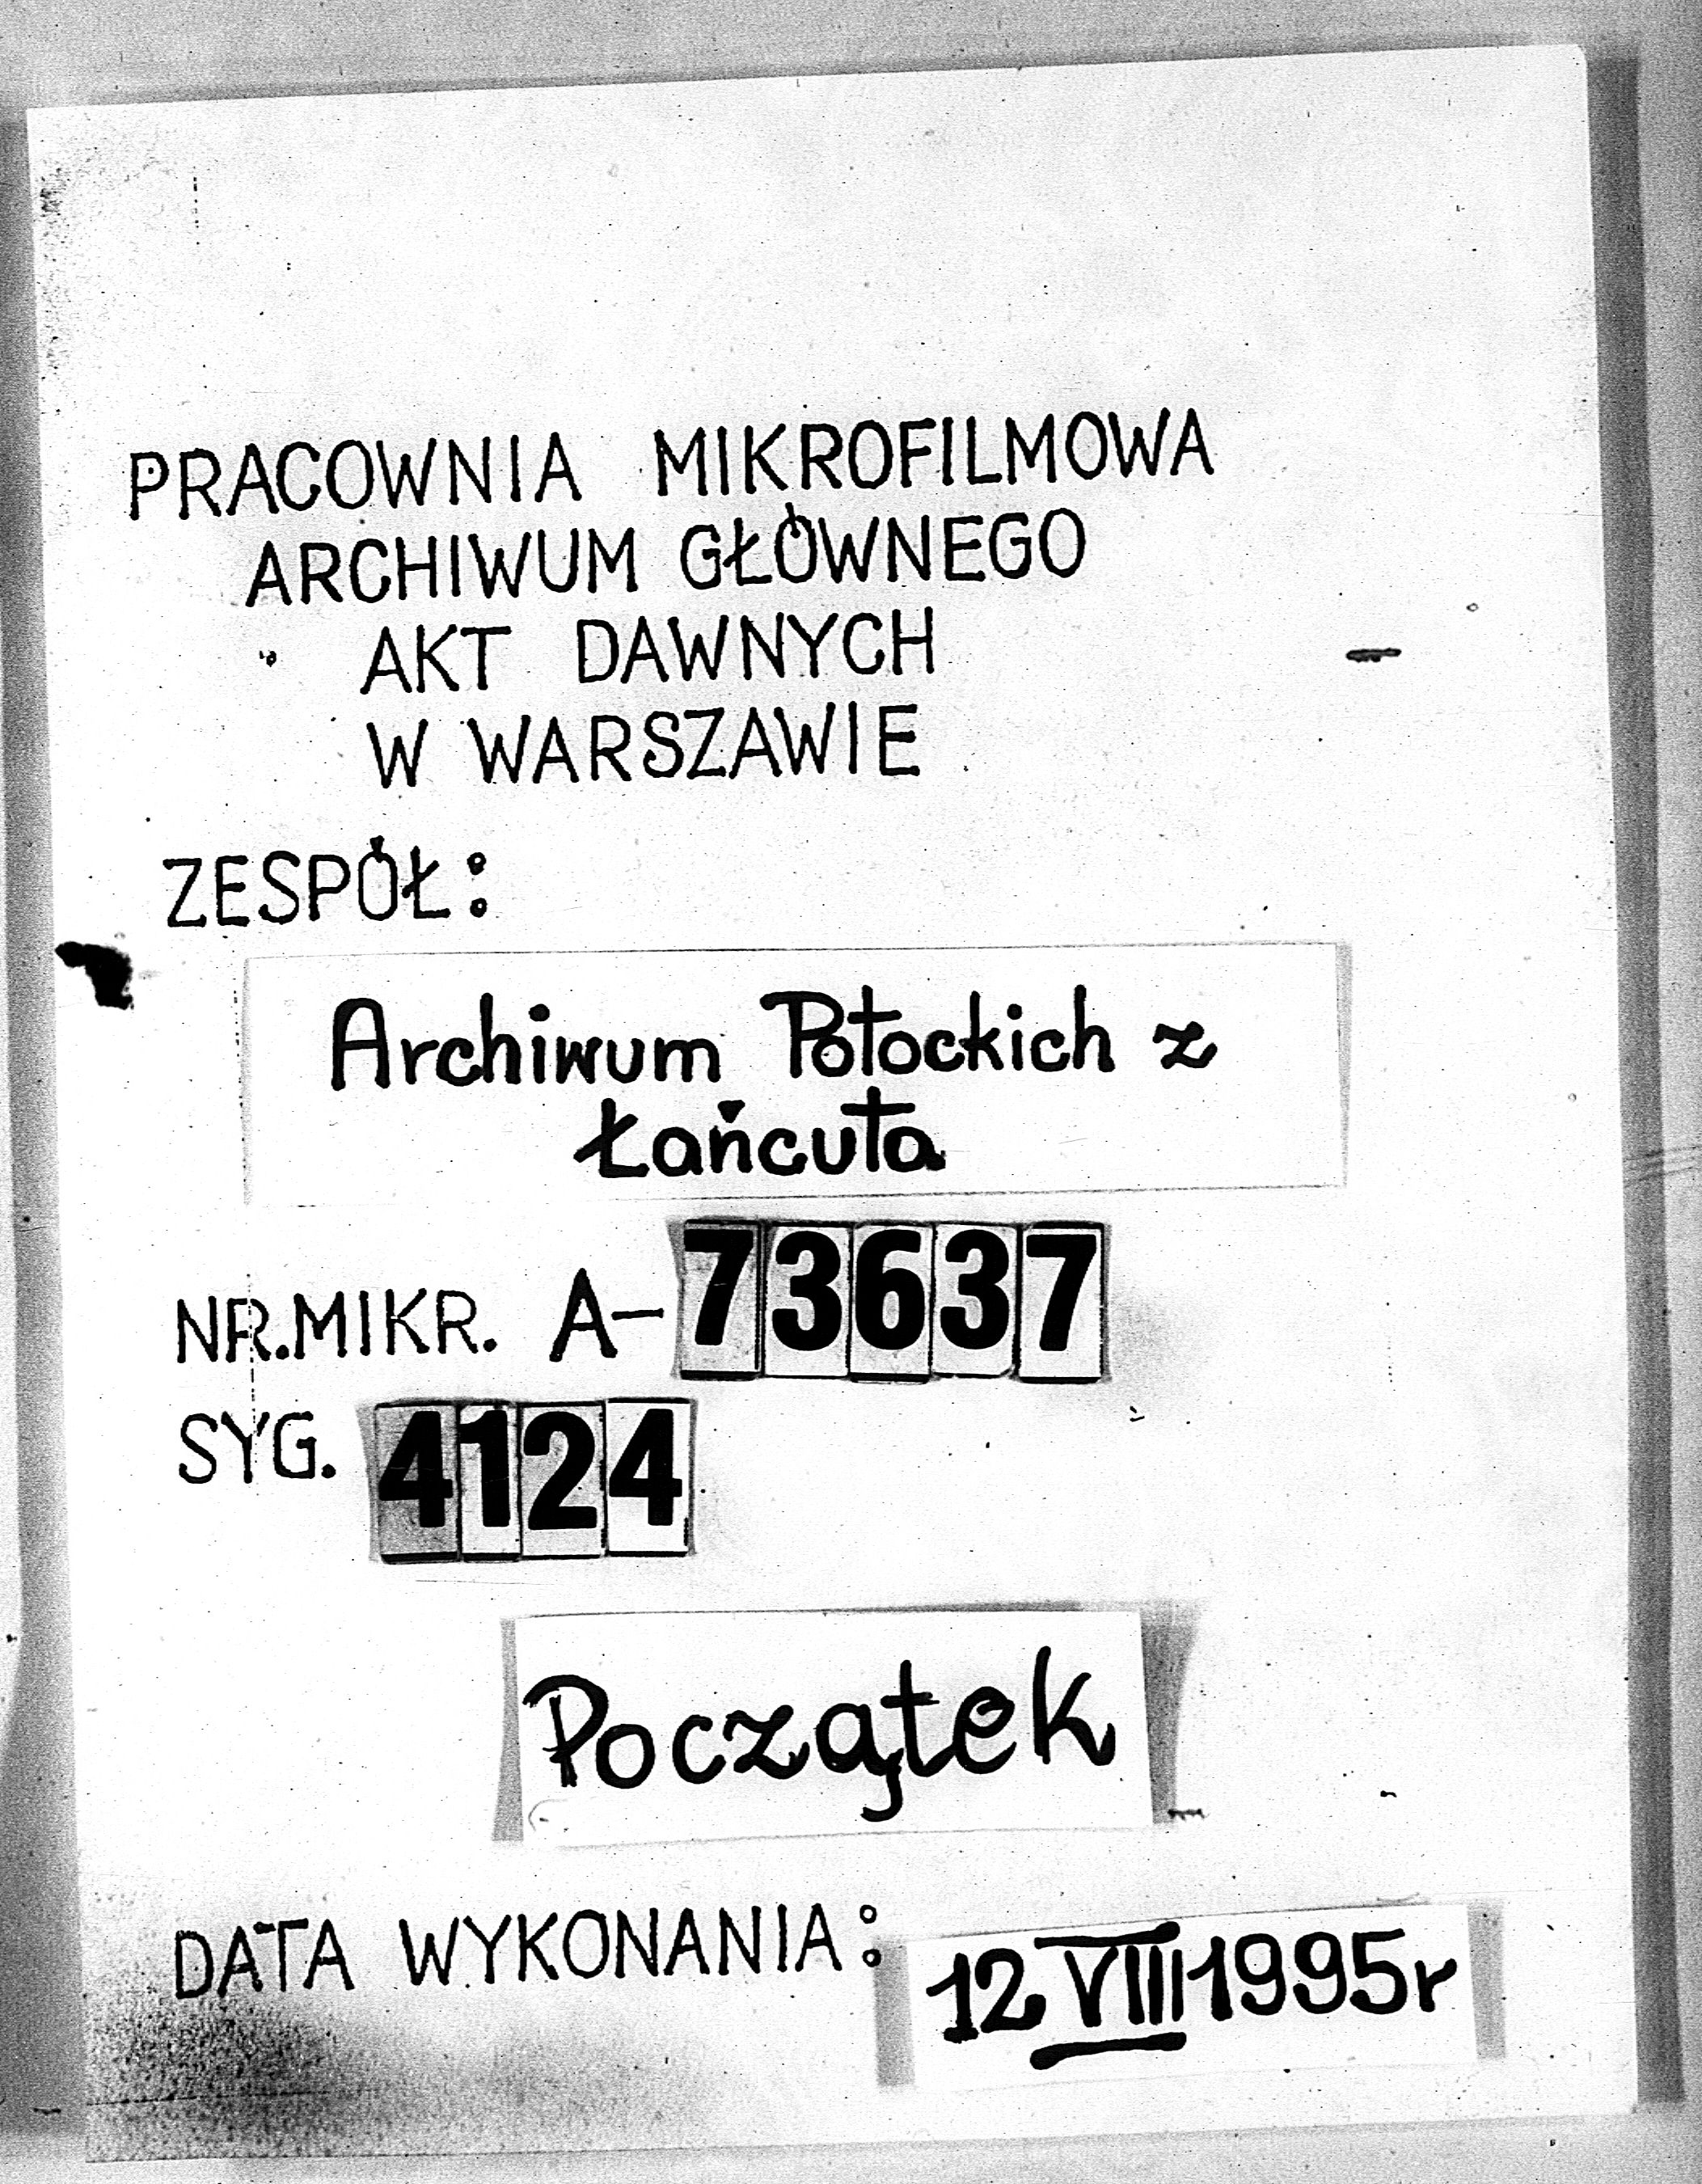 PRACOWNIA MIKROFILMOWA
ARCHIWUM GŁÓWNEGO
AKT DAWNYCH
W WARSZAWIE
ZESPÓŁ:
Archiwum Potockich z
Łańcuta
NR.MIKR. A-73637
SYG. 4124
Początek
DATA WYKONANIA: 12 VIII 1995r